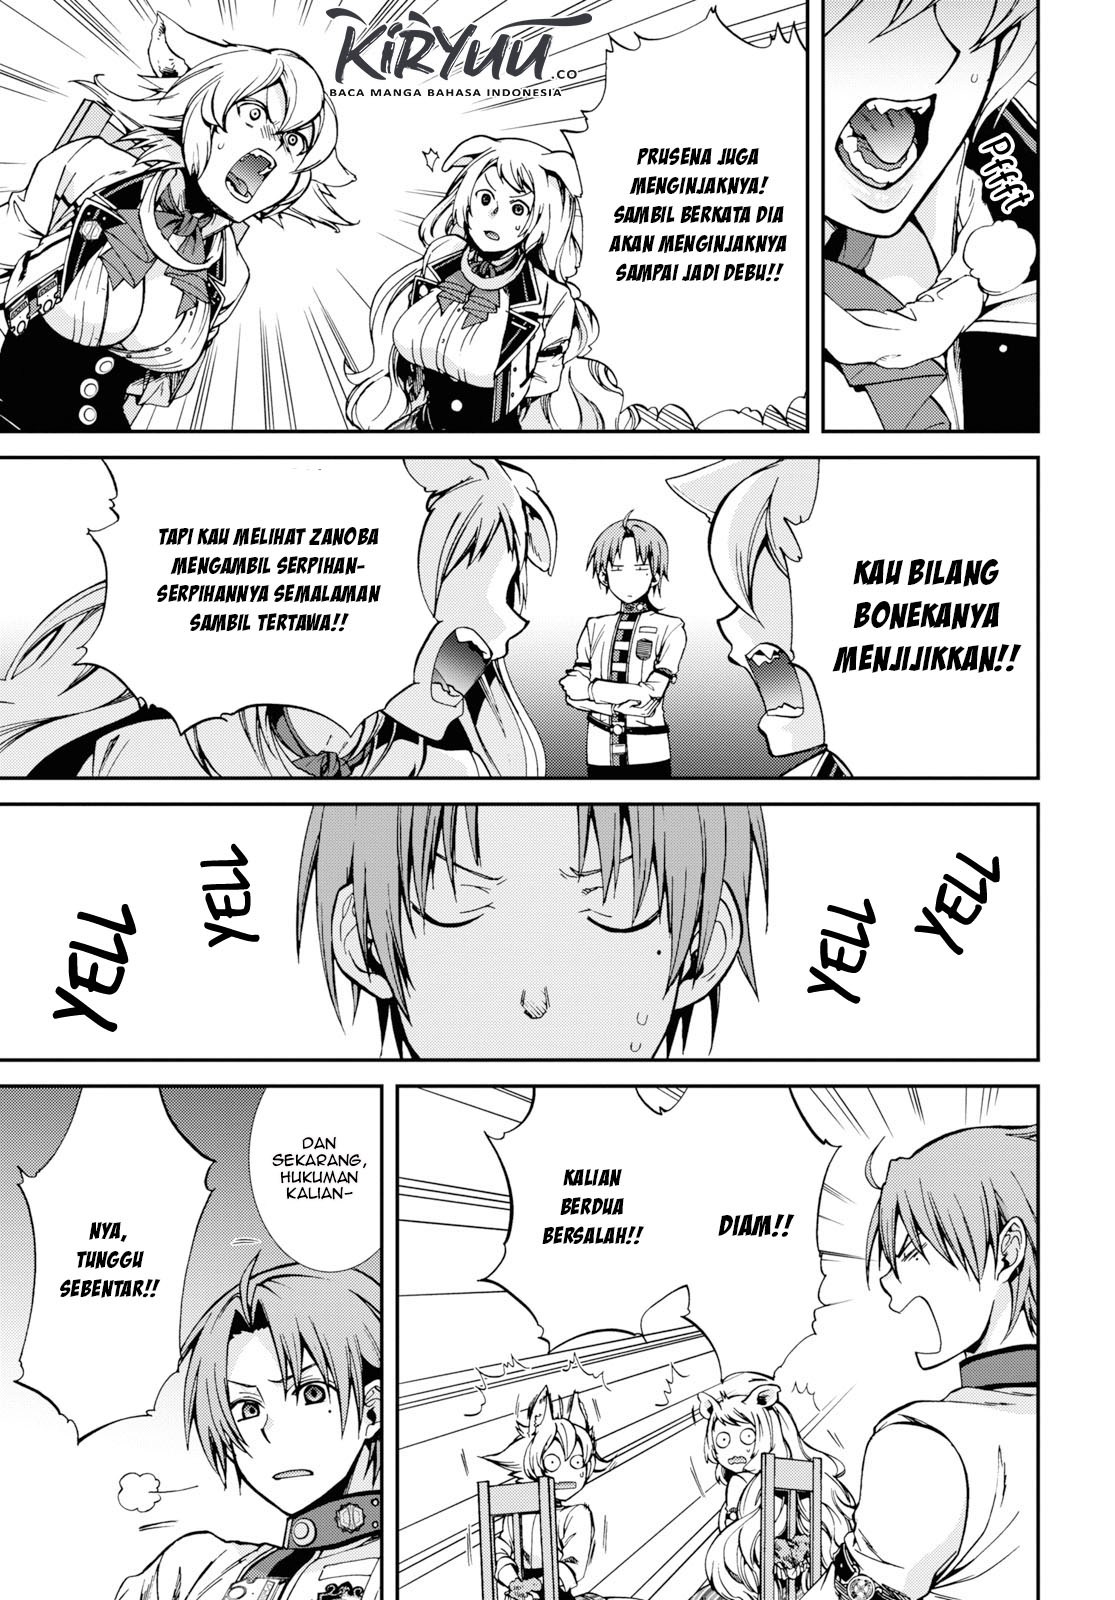 KIRYUU.CO
BACA MANGA BAHASA INDONESIA
Pffft
PRUSENA JUGA
MENGINJAKNYA!
SAMBIL BERKATA DIA
AKAN MENGINJAKNYA
SAMPAI JADI DEBU!!
KAU BILANG
BONEKANYA
MENJIJIKKAN!!
TAPI KAU MELIHAT ZANOBA
MENGAMBIL SERPIHAN-
SERPIHANNYA SEMALAMAN
SAMBIL TERTAWA!!
YELL
YELL
YELL
YELL
DIAM!!
KALIAN
BERDUA
BERSALAH!!
DAN
SEKARANG,
HUKUMAN
KALIAN-
NYA,
TUNGGU
SEBENTAR!!